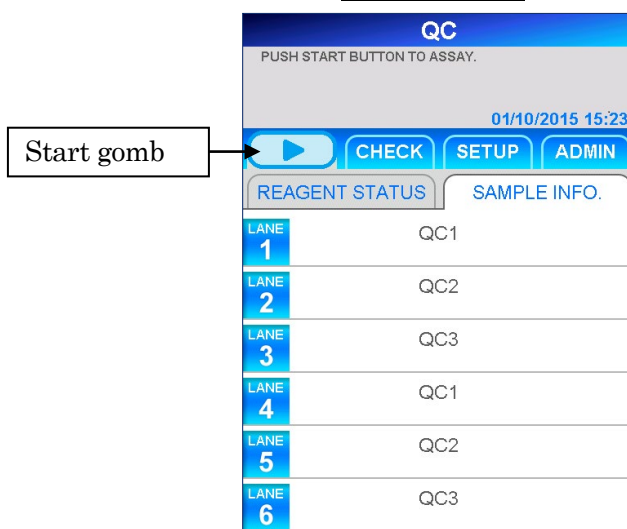 QC
PUSH START BUTTON TO ASSAY.
01/10/2015 15:23
Start gomb
CHECK SETUP ADMIN
REAGENT STATUS SAMPLE INFO.
LANE 1 QC1
LANE 2 QC2
LANE 3 QC3
LANE 4 QC1
LANE 5 QC2
LANE 6 QC3